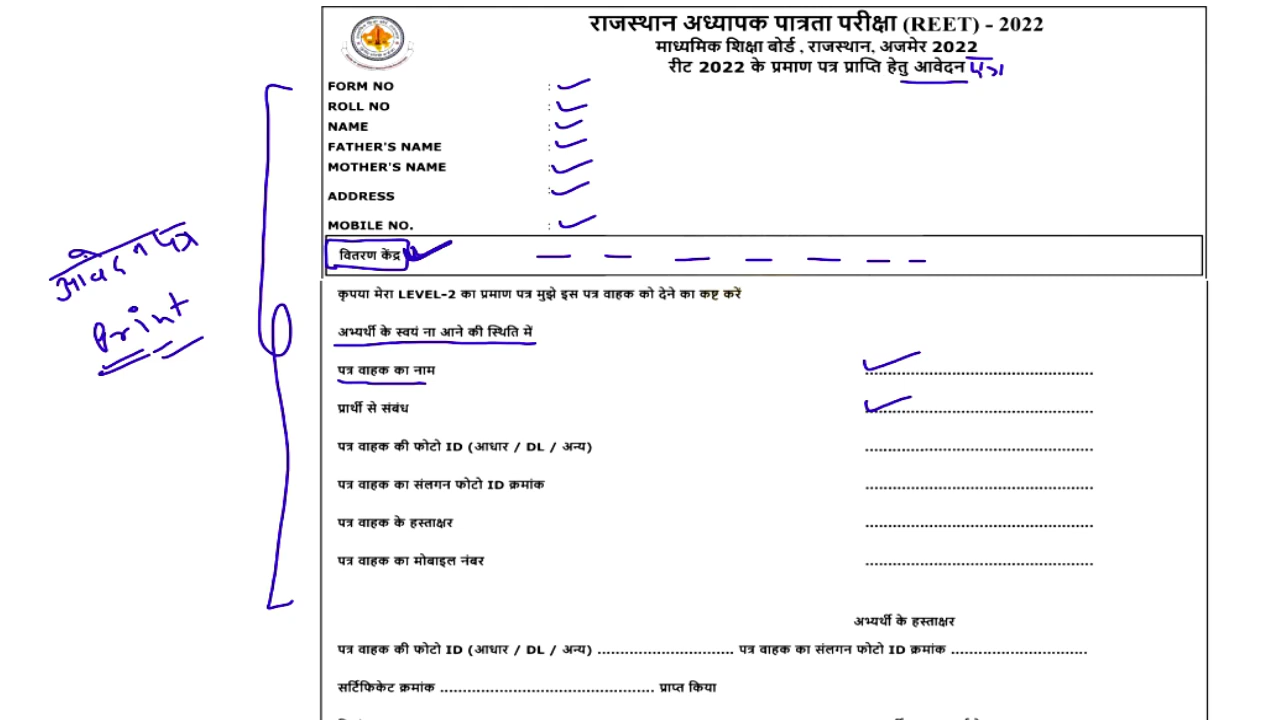 राजस्थान अध्यापक पात्रता परीक्षा (REET) - 2022
माध्यमिक शिक्षा बोर्ड , राजस्थान, अजमेर 2022
रीट 2022 के प्रमाण पत्र प्राप्ति हेतु आवेदन पत्र
FORM NO :
ROLL NO :
NAME :
FATHER'S NAME :
MOTHER'S NAME :
ADDRESS :
MOBILE NO. :
वितरण केंद्र
आवेदन पत्र
Print
कृपया मेरा LEVEL-2 का प्रमाण पत्र मुझे इस पत्र वाहक को देने का कष्ट करें
अभ्यर्थी के स्वयं ना आने की स्थिति में
पत्र वाहक का नाम ................................................
प्रार्थी से संबंध ................................................
पत्र वाहक की फोटो ID (आधार / DL / अन्य) ................................................
पत्र वाहक का संलगन फोटो ID क्रमांक ................................................
पत्र वाहक के हस्ताक्षर ................................................
पत्र वाहक का मोबाइल नंबर ................................................
अभ्यर्थी के हस्ताक्षर
पत्र वाहक की फोटो ID (आधार / DL / अन्य) ............................. पत्र वाहक का संलगन फोटो ID क्रमांक .............................
सर्टिफिकेट क्रमांक ............................................. प्राप्त किया